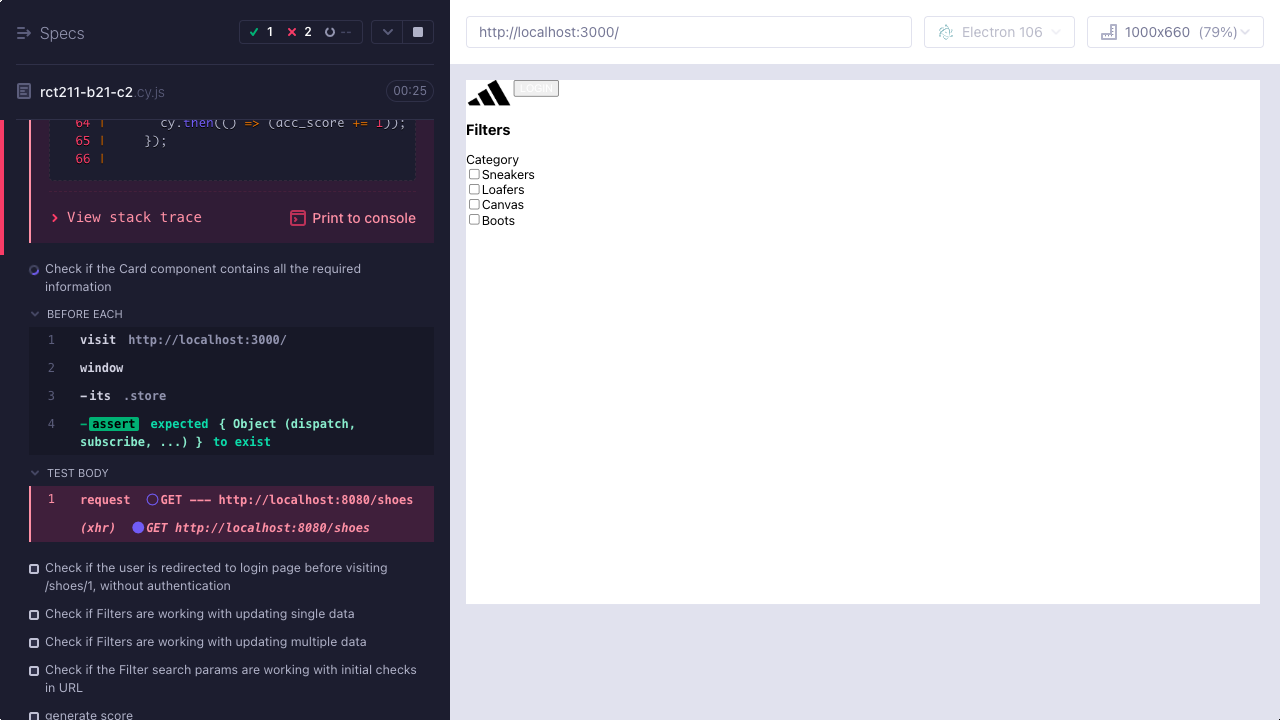 Specs
1
2
--
http://localhost:3000/
Electron 106
1000x660 (79%)
rct211-b21-c2.cy.js
00:25
64 | cy.then(() => (acc_score += 1));
65 | });
66 |
View stack trace
Print to console
Check if the Card component contains all the required
information
BEFORE EACH
1 visit http://localhost:3000/
2 window
3 -its .store
4 -assert expected { Object (dispatch,
subscribe, ...) } to exist
TEST BODY
1 request GET --- http://localhost:8080/shoes
(xhr) GET http://localhost:8080/shoes
Check if the user is redirected to login page before visiting
/shoes/1, without authentication
Check if Filters are working with updating single data
Check if Filters are working with updating multiple data
Check if the Filter search params are working with initial checks
in URL
generate score
LOGIN
Filters
Category
Sneakers
Loafers
Canvas
Boots